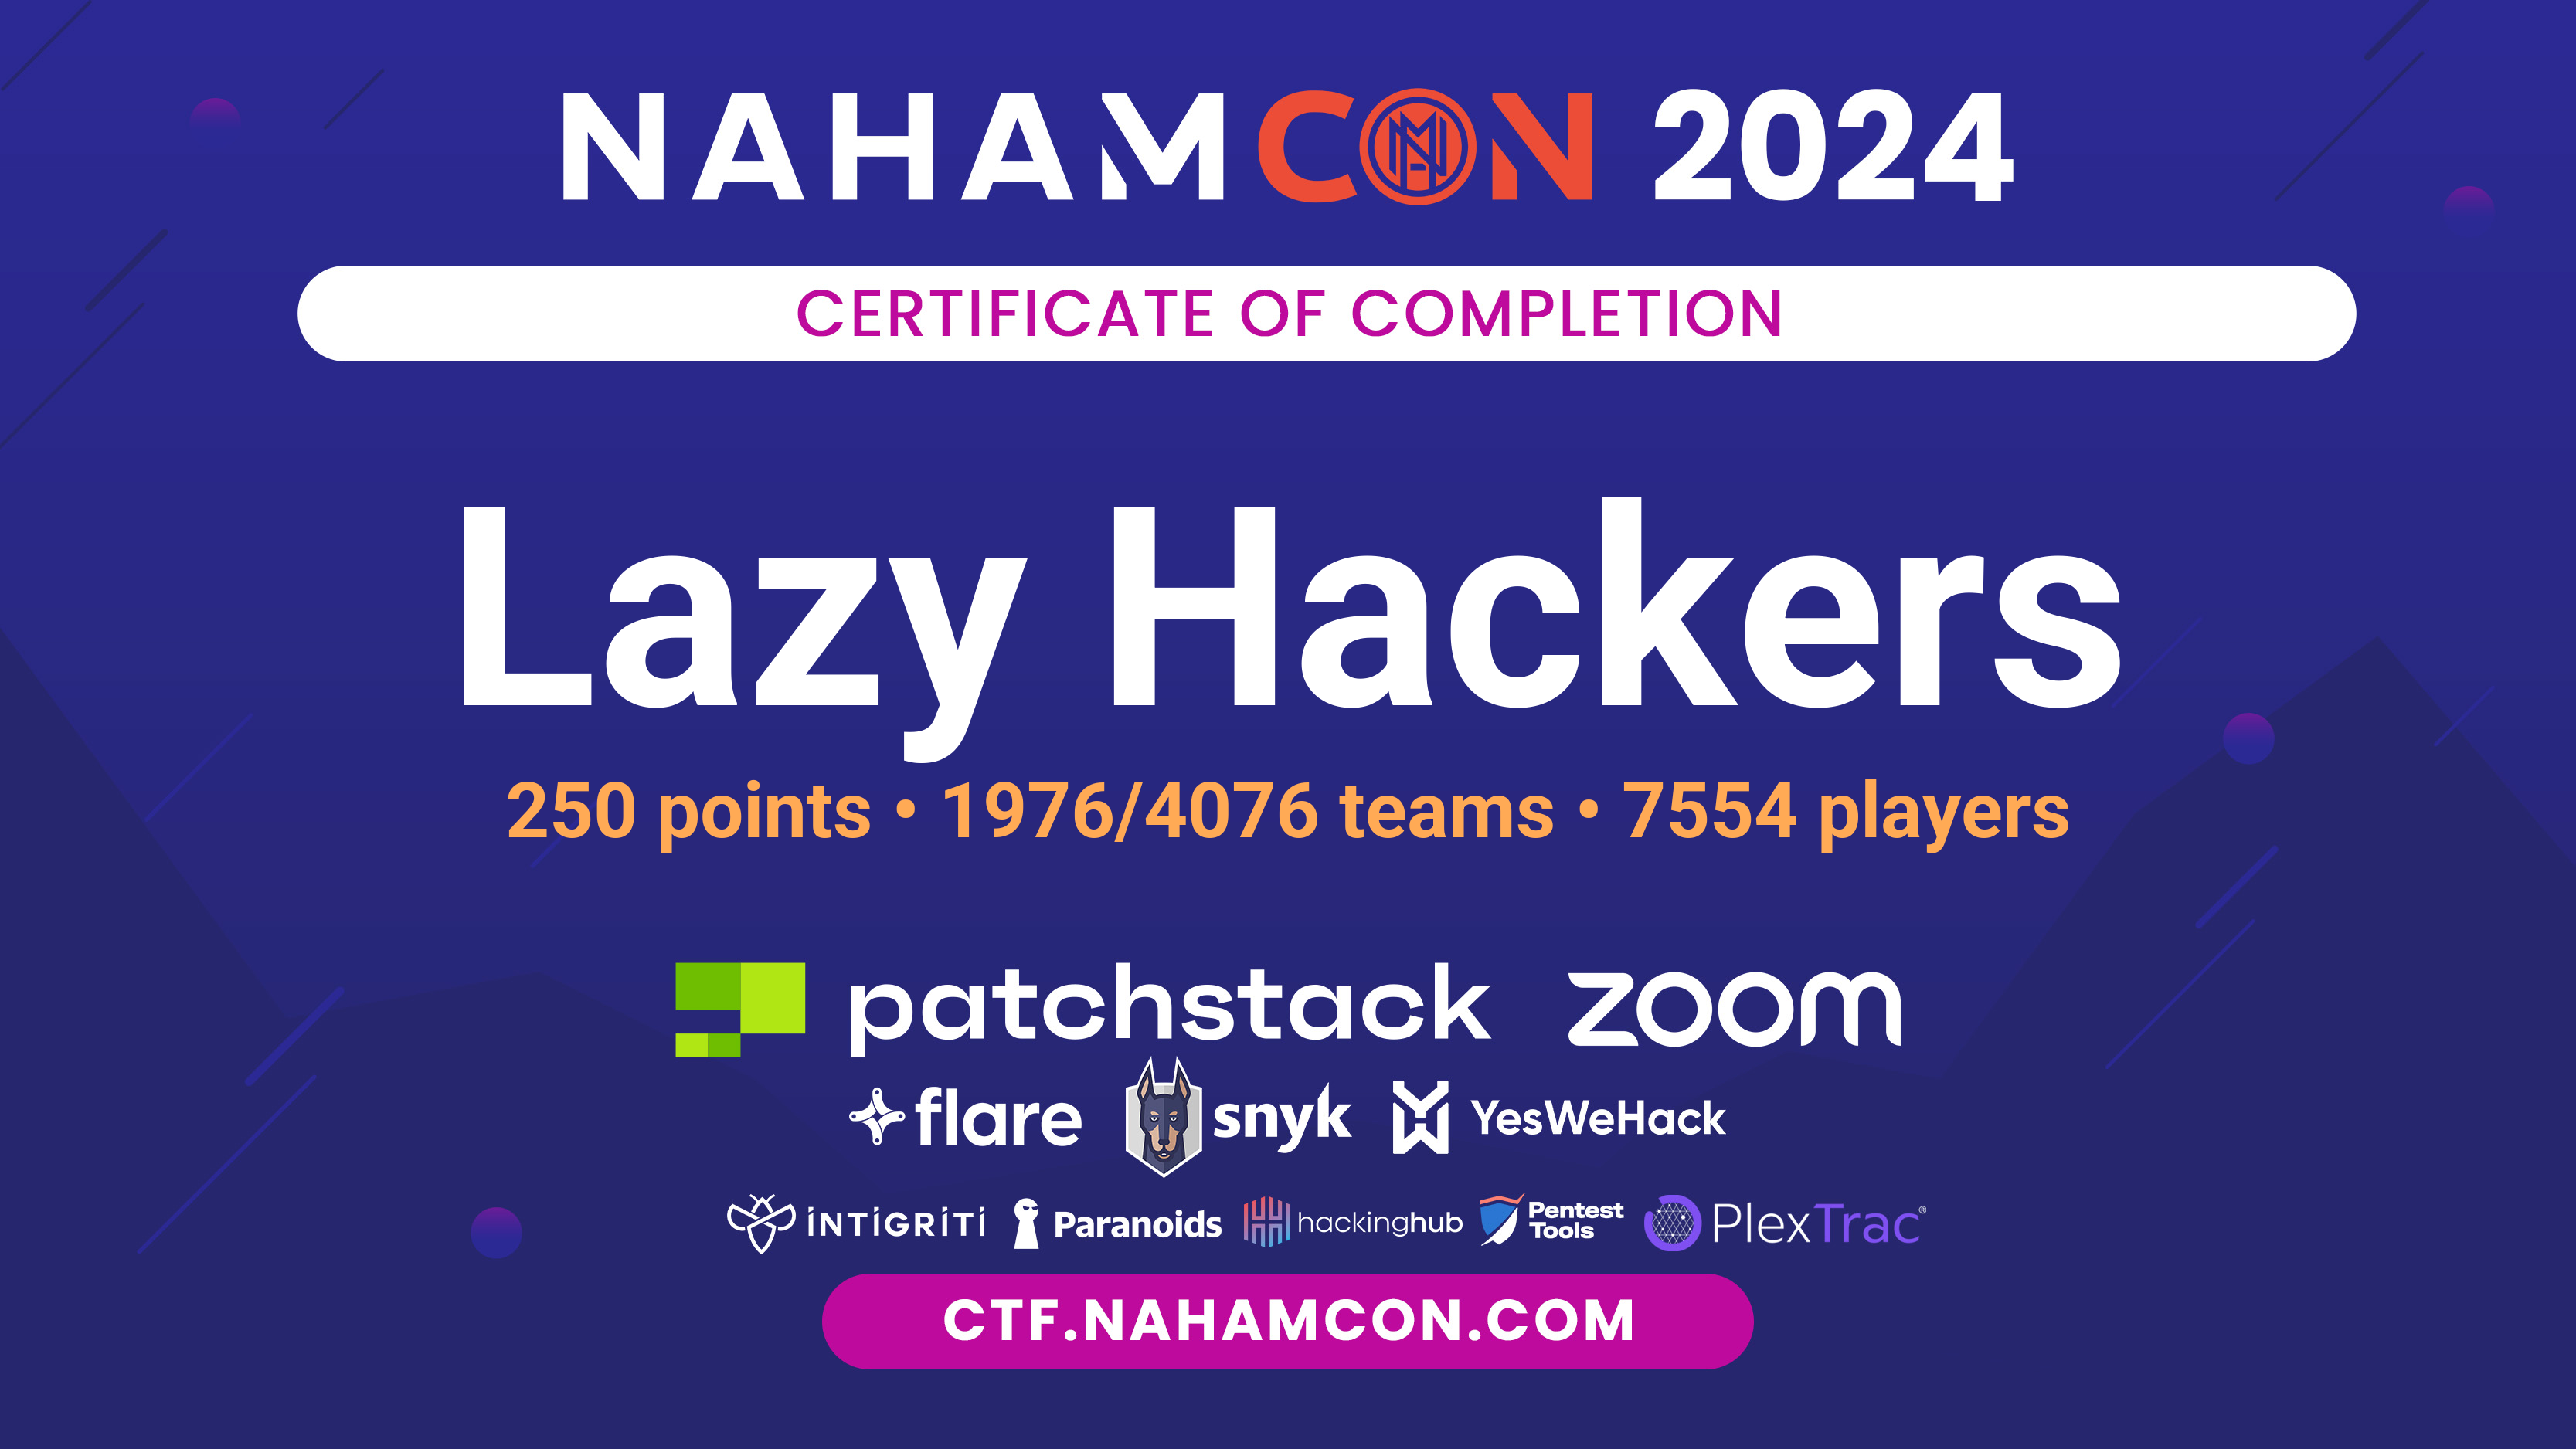 NAHAMCON 2024
CERTIFICATE OF COMPLETION
Lazy Hackers
250 points • 1976/4076 teams • 7554 players
patchstack zoom
flare snyk YesWeHack
INTIGRITI Paranoids hackinghub Pentest Tools PlexTrac®
CTF.NAHAMCON.COM